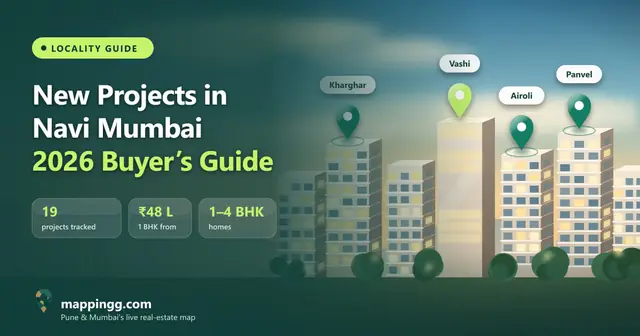 LOCALITY GUIDE
New Projects in
Navi Mumbai
2026 Buyer's Guide
19
projects tracked
₹48 L
1 BHK from
1–4 BHK
homes
Kharghar
Vashi
Airoli
Panvel
mappingg.com
Pune & Mumbai's live real-estate map